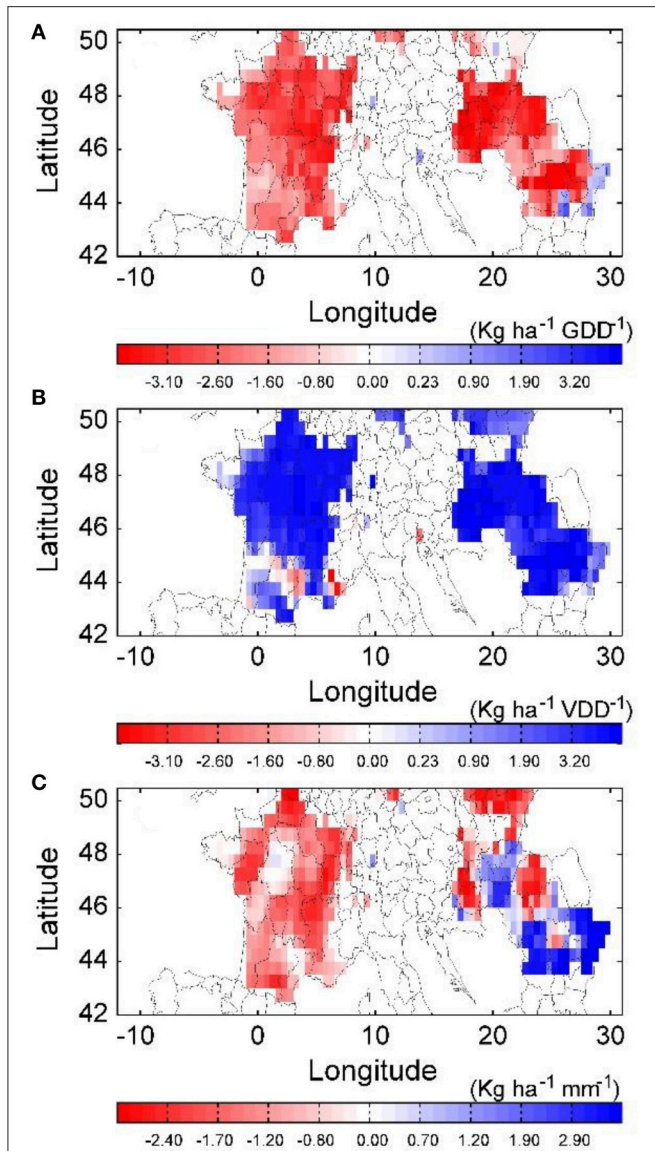 A
50
48
46
44
42
Latitude
-10 0 10 20 30
Longitude
(Kg ha⁻¹ GDD⁻¹)
-3.10 -2.60 -1.60 -0.80 0.00 0.23 0.90 1.90 3.20
B
50
48
46
44
42
Latitude
-10 0 10 20 30
Longitude
(Kg ha⁻¹ VDD⁻¹)
-3.10 -2.60 -1.60 -0.80 0.00 0.23 0.90 1.90 3.20
C
50
48
46
44
42
Latitude
-10 0 10 20 30
Longitude
(Kg ha⁻¹ mm⁻¹)
-2.40 -1.70 -1.20 -0.80 0.00 0.70 1.20 1.90 2.90